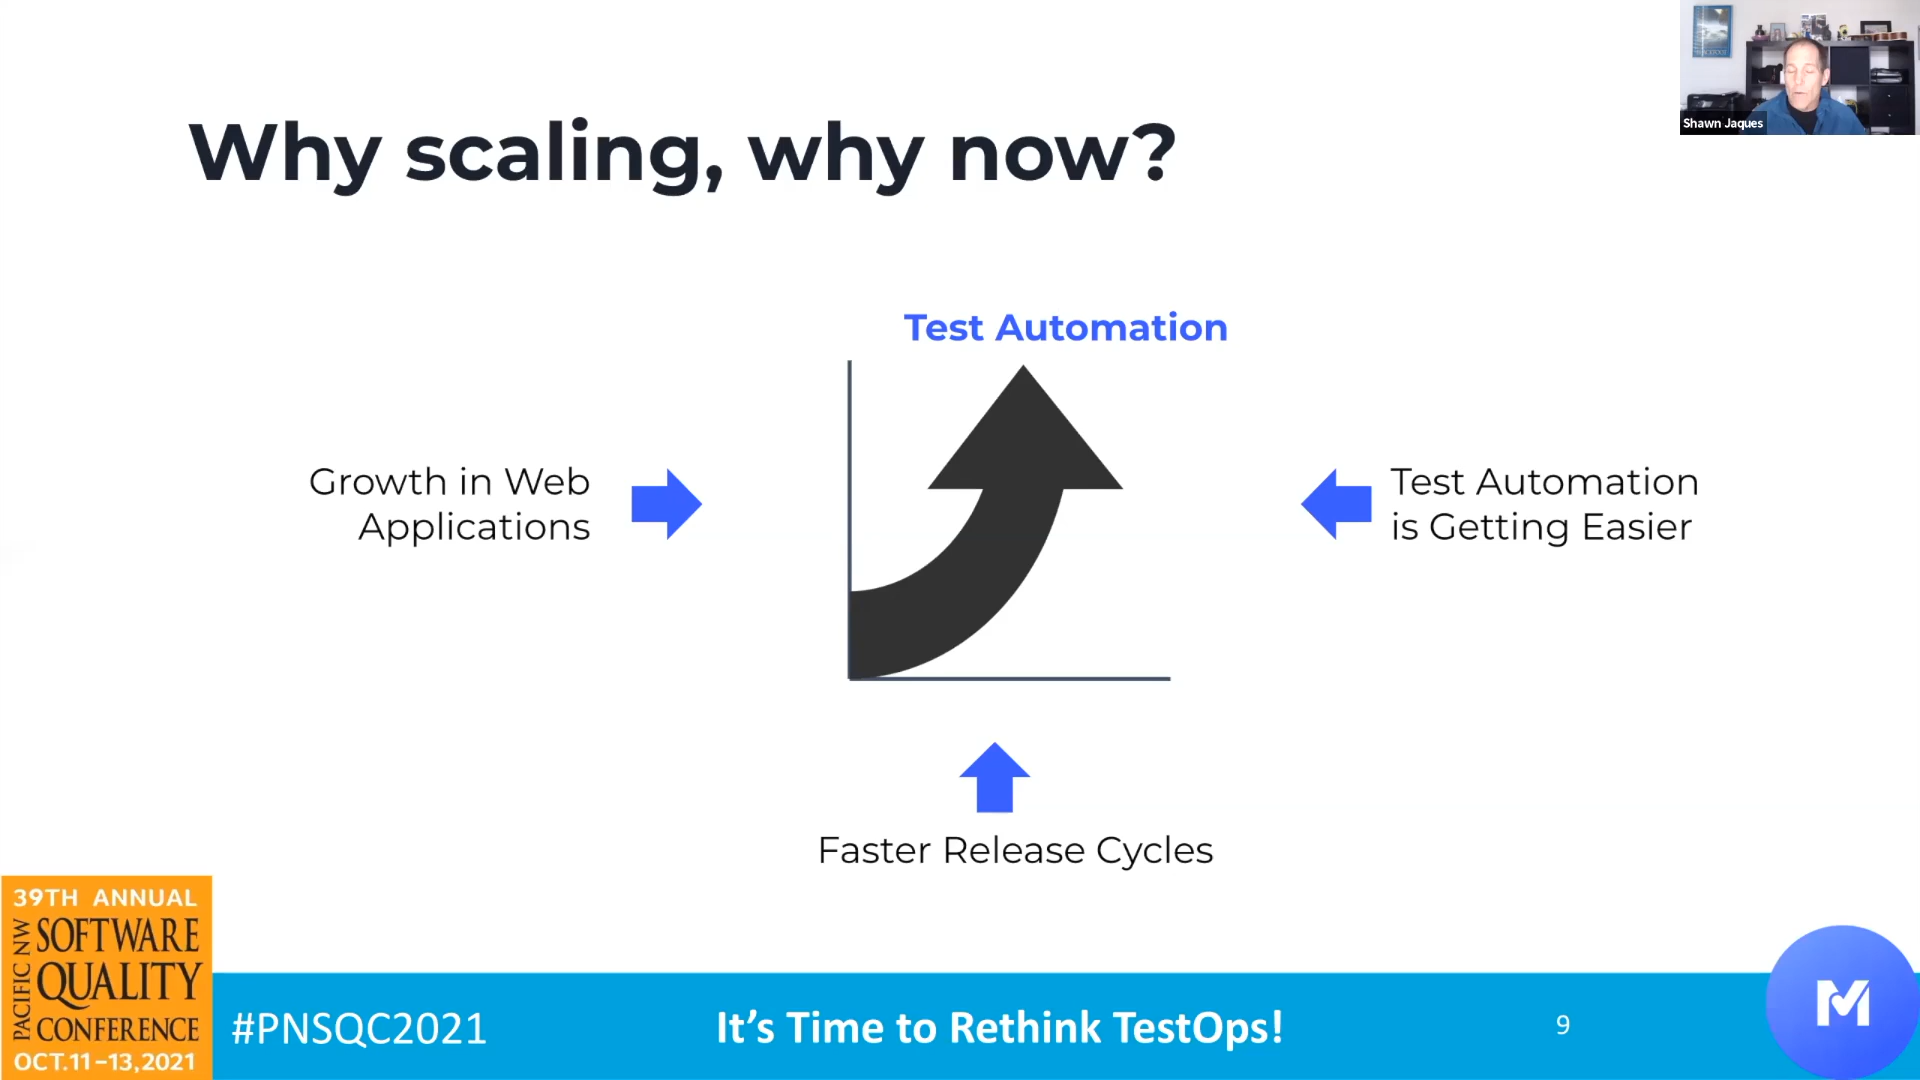 Shawn Jaques
Why scaling, why now?
Test Automation
Growth in Web
Applications
Test Automation
is Getting Easier
Faster Release Cycles
39TH ANNUAL
PACIFIC NW
SOFTWARE
QUALITY
CONFERENCE
OCT.11-13,2021
#PNSQC2021
It's Time to Rethink TestOps!
9
M